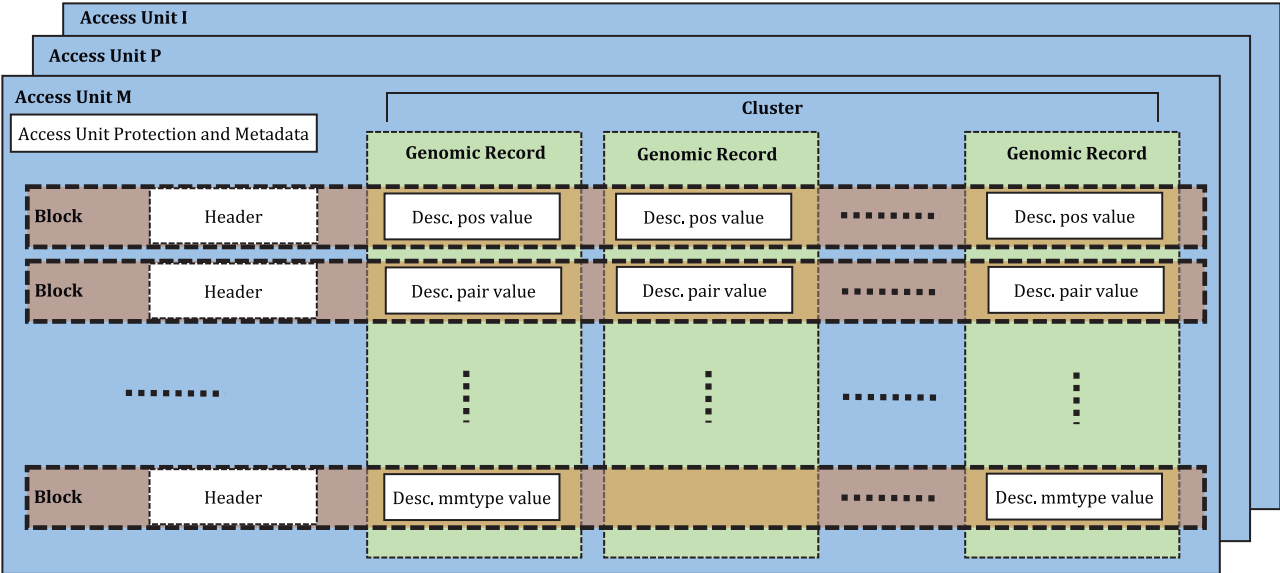 Access Unit I
Access Unit P
Access Unit M
Cluster
Access Unit Protection and Metadata
Genomic Record
Genomic Record
Genomic Record
Block
Header
Desc. pos value
Desc. pos value
Desc. pos value
Block
Header
Desc. pair value
Desc. pair value
Desc. pair value
Block
Header
Desc. mmtype value
Desc. mmtype value